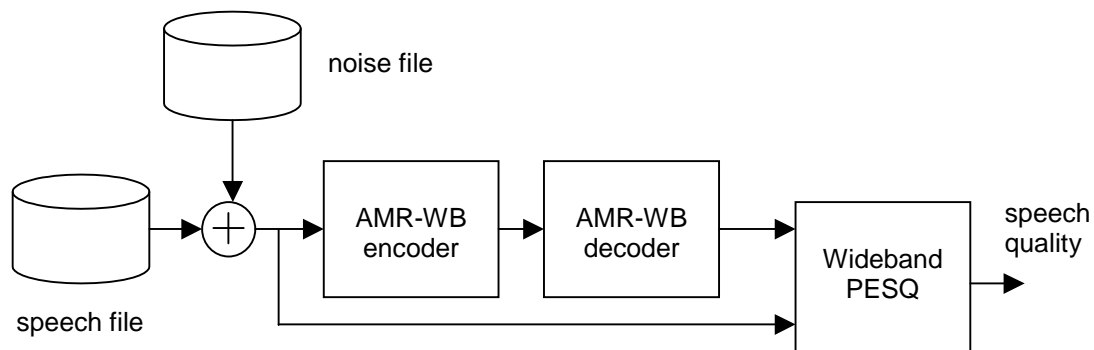 noise file
speech file
AMR-WB
encoder
AMR-WB
decoder
Wideband
PESQ
speech
quality